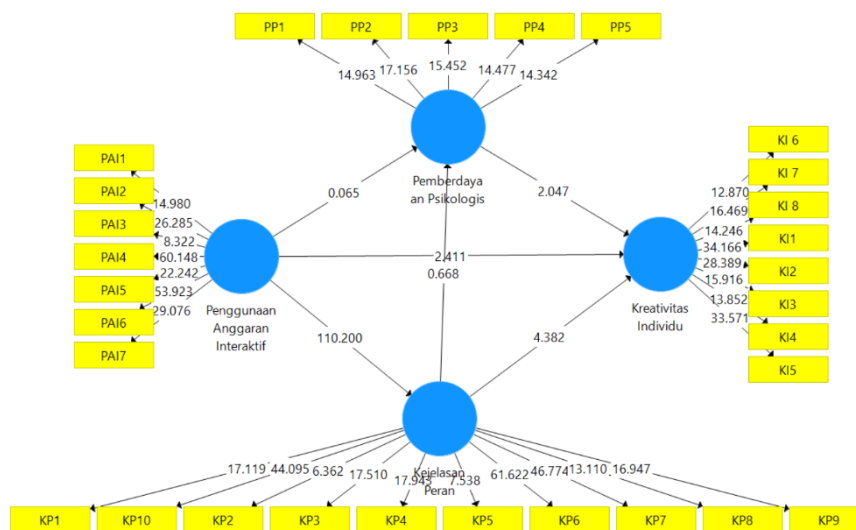 PP1 PP2 PP3 PP4 PP5
14.963 17.156 15.452 14.477 14.342
Pemberdaya
an Psikologis
PAI1
PAI2
PAI3
PAI4
PAI5
PAI6
PAI7
14.980
26.285
8.322
60.148
22.242
53.923
29.076
Penggunaan
Anggaran
Interaktif
0.065
2.047
2.411
0.668
110.200
4.382
KI 6
KI 7
KI 8
KI1
KI2
KI3
KI4
KI5
12.870
16.469
14.246
34.166
28.389
15.916
13.852
33.571
Kreativitas
Individu
Kejelasan
Peran
17.119 44.095 6.362 17.510 17.943 7.538 61.622 46.774 13.110 16.947
KP1 KP10 KP2 KP3 KP4 KP5 KP6 KP7 KP8 KP9